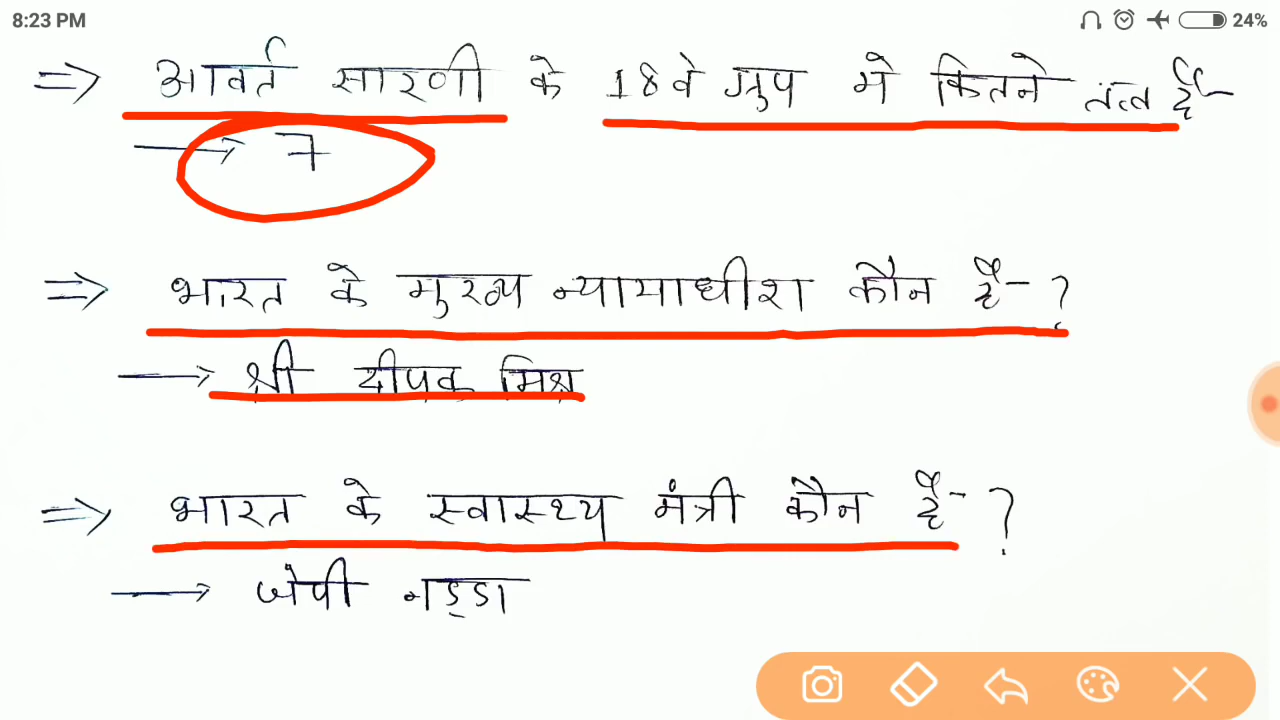 8:23 PM 24%
⇒ आवर्त सारणी के 18वे ग्रुप मे कितने तत्व हैं-
→ 7
⇒ भारत के मुख्य न्यायाधीश कौन है- ?
→ श्री दीपक मिश्र
⇒ भारत के स्वास्थ्य मंत्री कौन है- ?
→ जेपी नड्डा